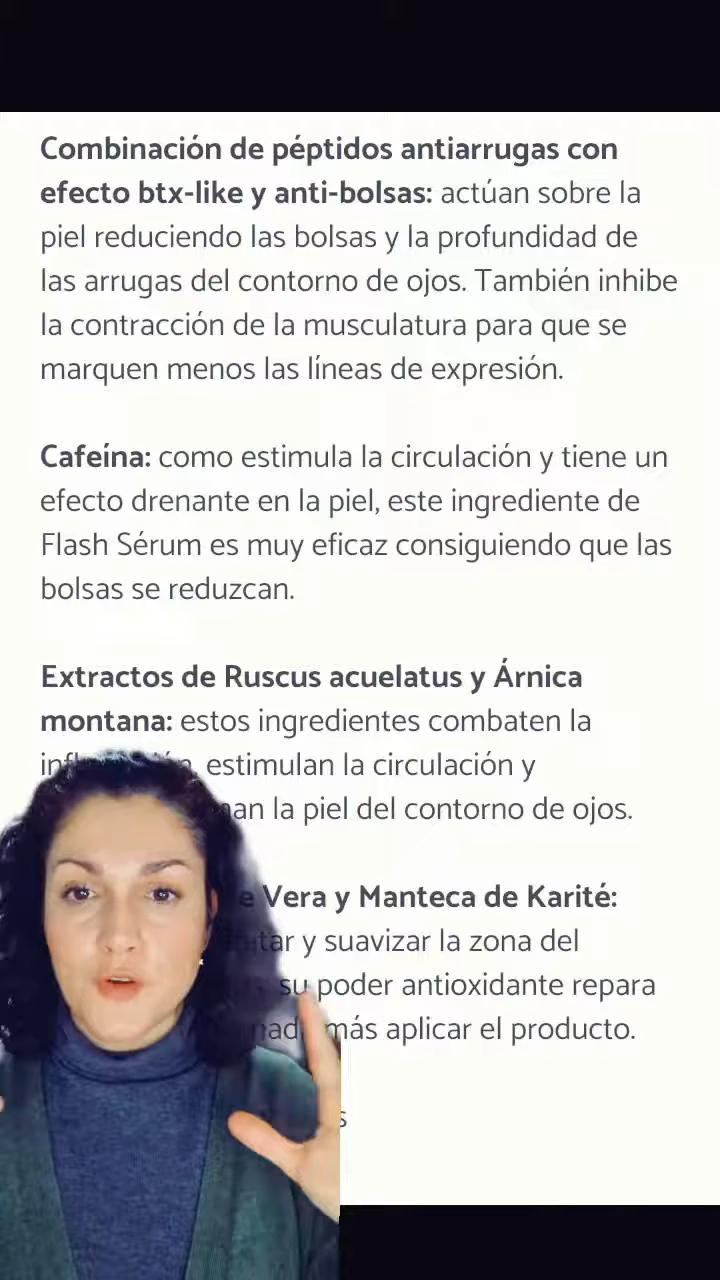 Combinación de péptidos antiarrugas con
efecto btx-like y anti-bolsas: actúan sobre la
piel reduciendo las bolsas y la profundidad de
las arrugas del contorno de ojos. También inhibe
la contracción de la musculatura para que se
marquen menos las líneas de expresión.
Cafeína: como estimula la circulación y tiene un
efecto drenante en la piel, este ingrediente de
Flash Sérum es muy eficaz consiguiendo que las
bolsas se reduzcan.
Extractos de Ruscus acuelatus y Árnica
montana: estos ingredientes combaten la
estimulan la circulación y
la piel del contorno de ojos.
Vera y Manteca de Karité:
y suavizar la zona del
su poder antioxidante repara
más aplicar el producto.